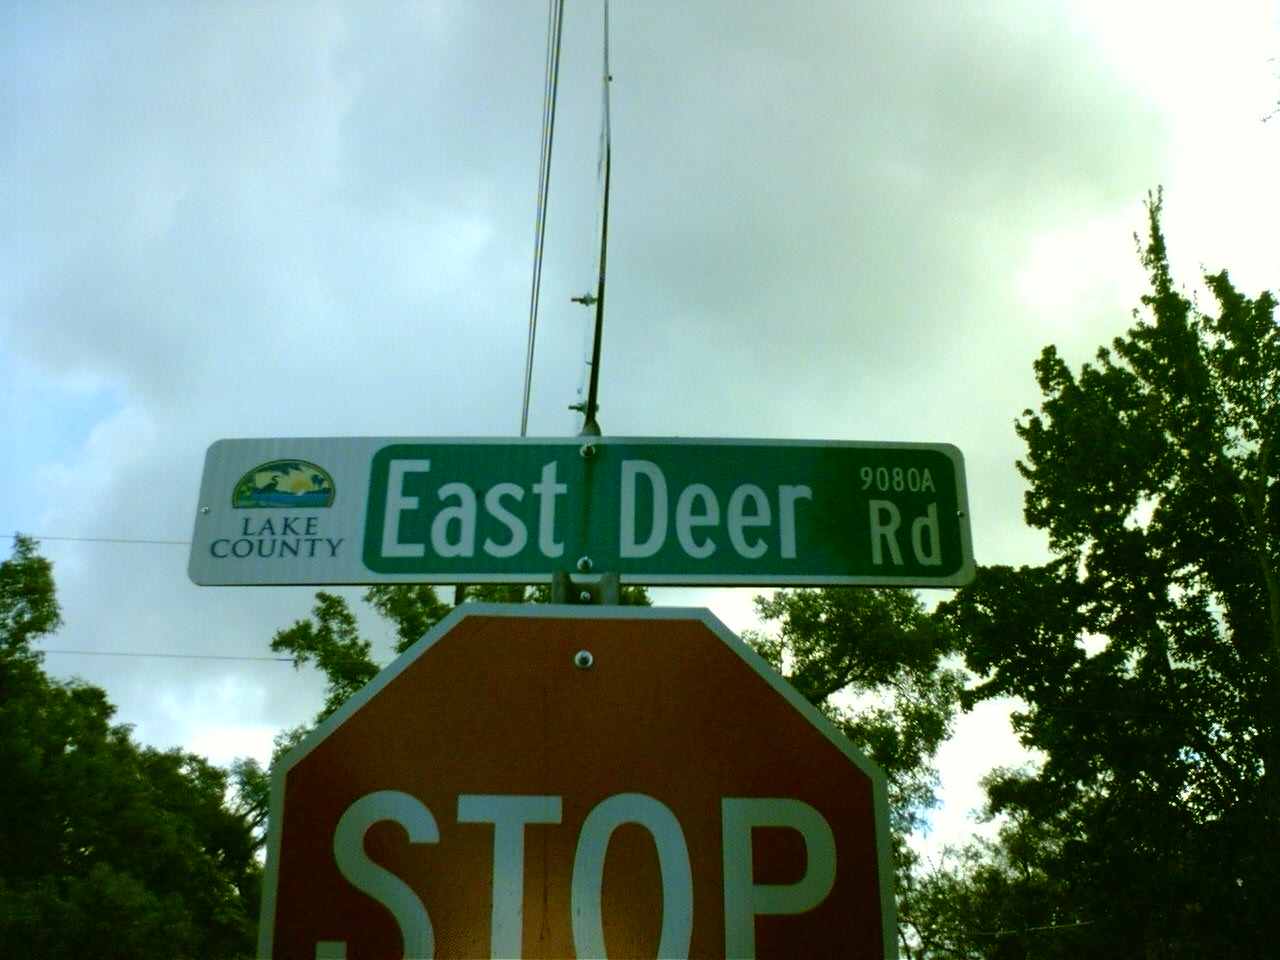 LAKE
COUNTY
East Deer Rd
9080A
STOP